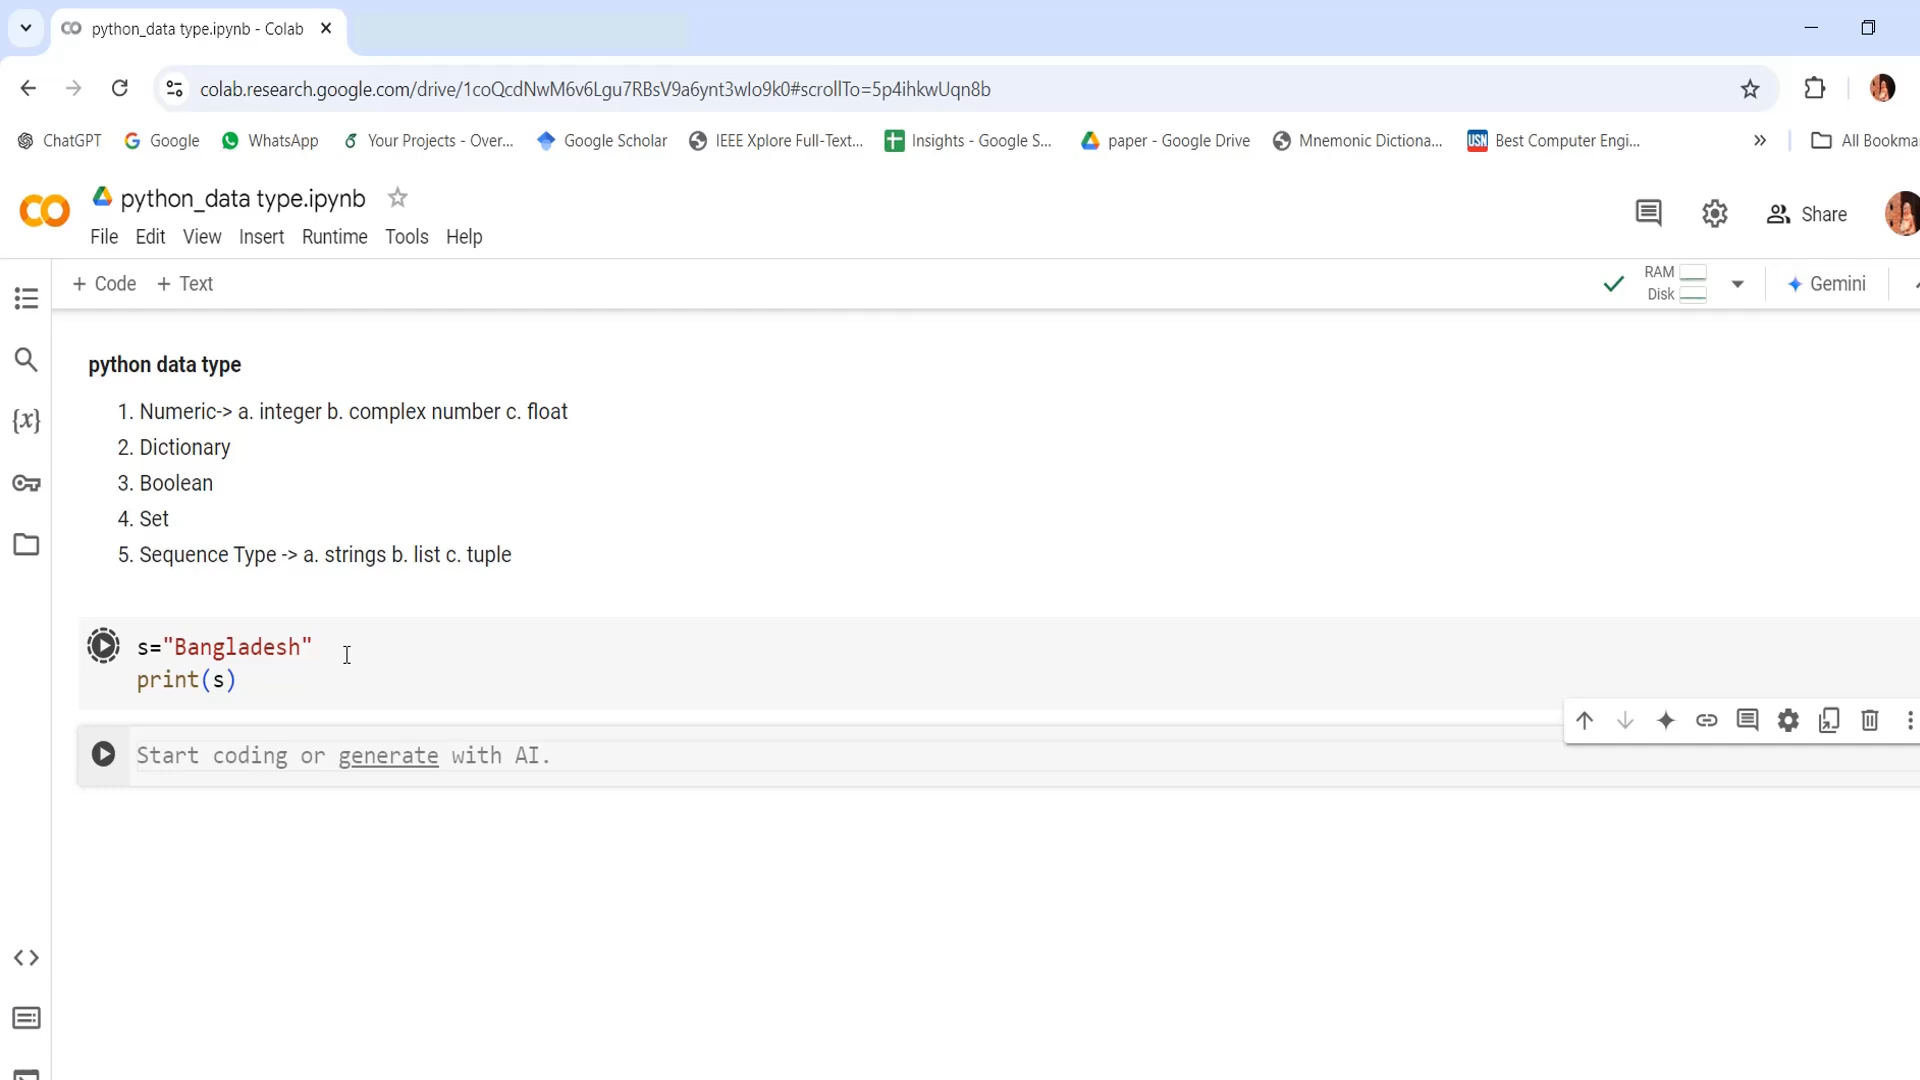 python_data type.ipynb - Colab
colab.research.google.com/drive/1coQcdNwM6v6Lgu7RBsV9a6ynt3wIo9k0#scrollTo=5p4ihkwUqn8b
ChatGPT Google WhatsApp Your Projects - Over... Google Scholar IEEE Xplore Full-Text... Insights - Google S... paper - Google Drive Mnemonic Dictiona... USN Best Computer Engi... » All Bookma
CO python_data type.ipynb
File Edit View Insert Runtime Tools Help
Share
+ Code + Text
RAM
Disk
Gemini
python data type
1. Numeric-> a. integer b. complex number c. float
2. Dictionary
3. Boolean
4. Set
5. Sequence Type -> a. strings b. list c. tuple
{x}
s="Bangladesh"
print(s)
Start coding or generate with AI.